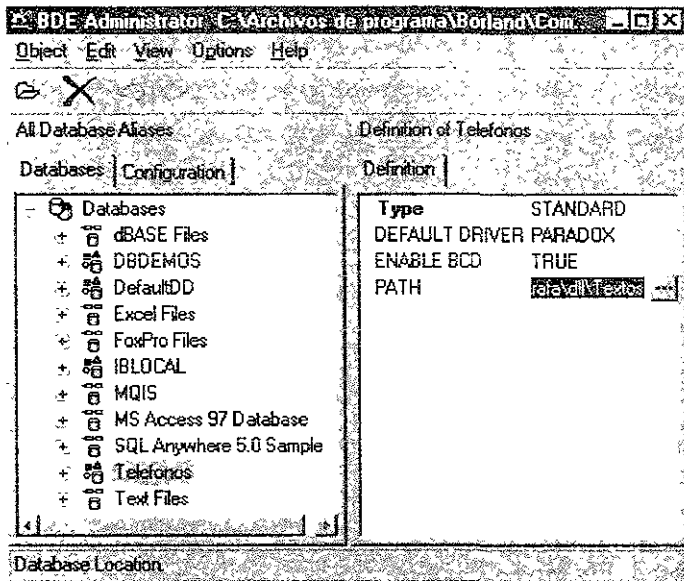 BDE Administrator C:\Archivos de programa\Borland\Com...
Object Edit View Options Help
All Database Aliases
Definition of Telefonos
Databases Configuration
Definition
Databases
dBASE Files
DBDEMOS
DefaultDD
Excel Files
FoxPro Files
IBLOCAL
MQIS
MS Access 97 Database
SQL Anywhere 5.0 Sample
Telefonos
Text Files
Type STANDARD
DEFAULT DRIVER PARADOX
ENABLE BCD TRUE
PATH
Database Location